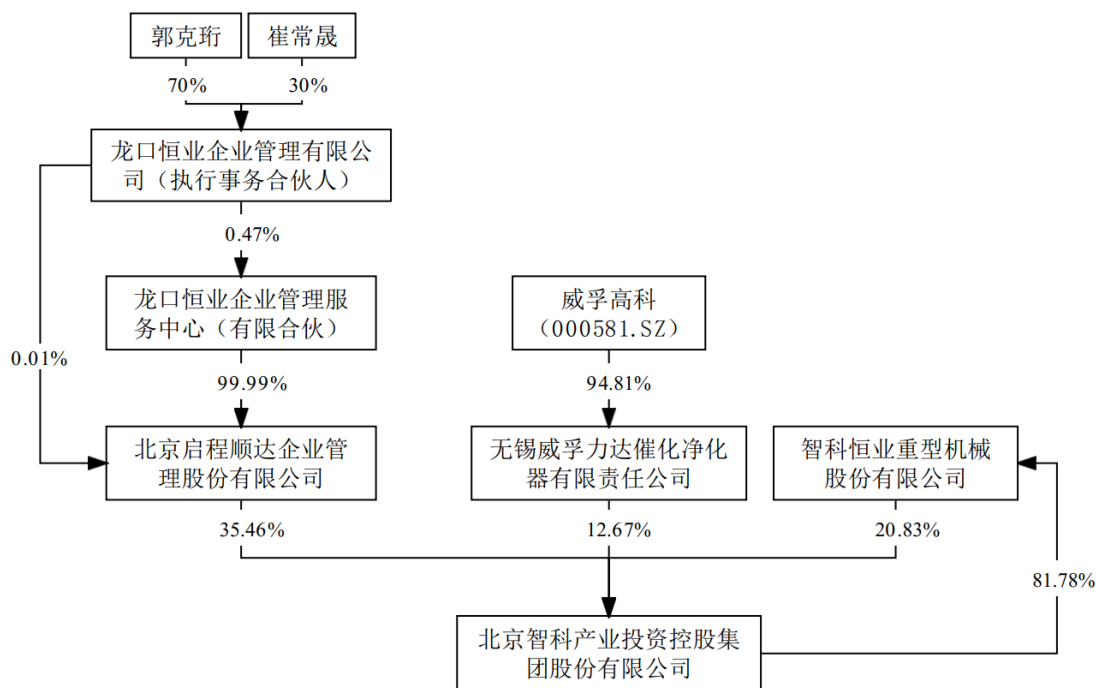 郭克珩
崔常晟
70%
30%
龙口恒业企业管理有限公
司（执行事务合伙人）
0.47%
龙口恒业企业管理服
务中心（有限合伙）
威孚高科
（000581.SZ）
0.01%
99.99%
94.81%
北京启程顺达企业管
理股份有限公司
无锡威孚力达催化净化
器有限责任公司
智科恒业重型机械
股份有限公司
35.46%
12.67%
20.83%
81.78%
北京智科产业投资控股集
团股份有限公司